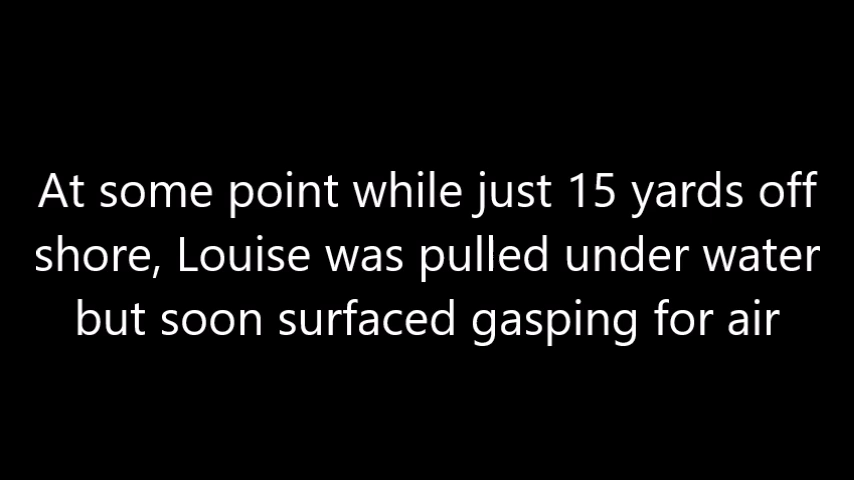 At some point while just 15 yards off
shore, Louise was pulled under water
but soon surfaced gasping for air